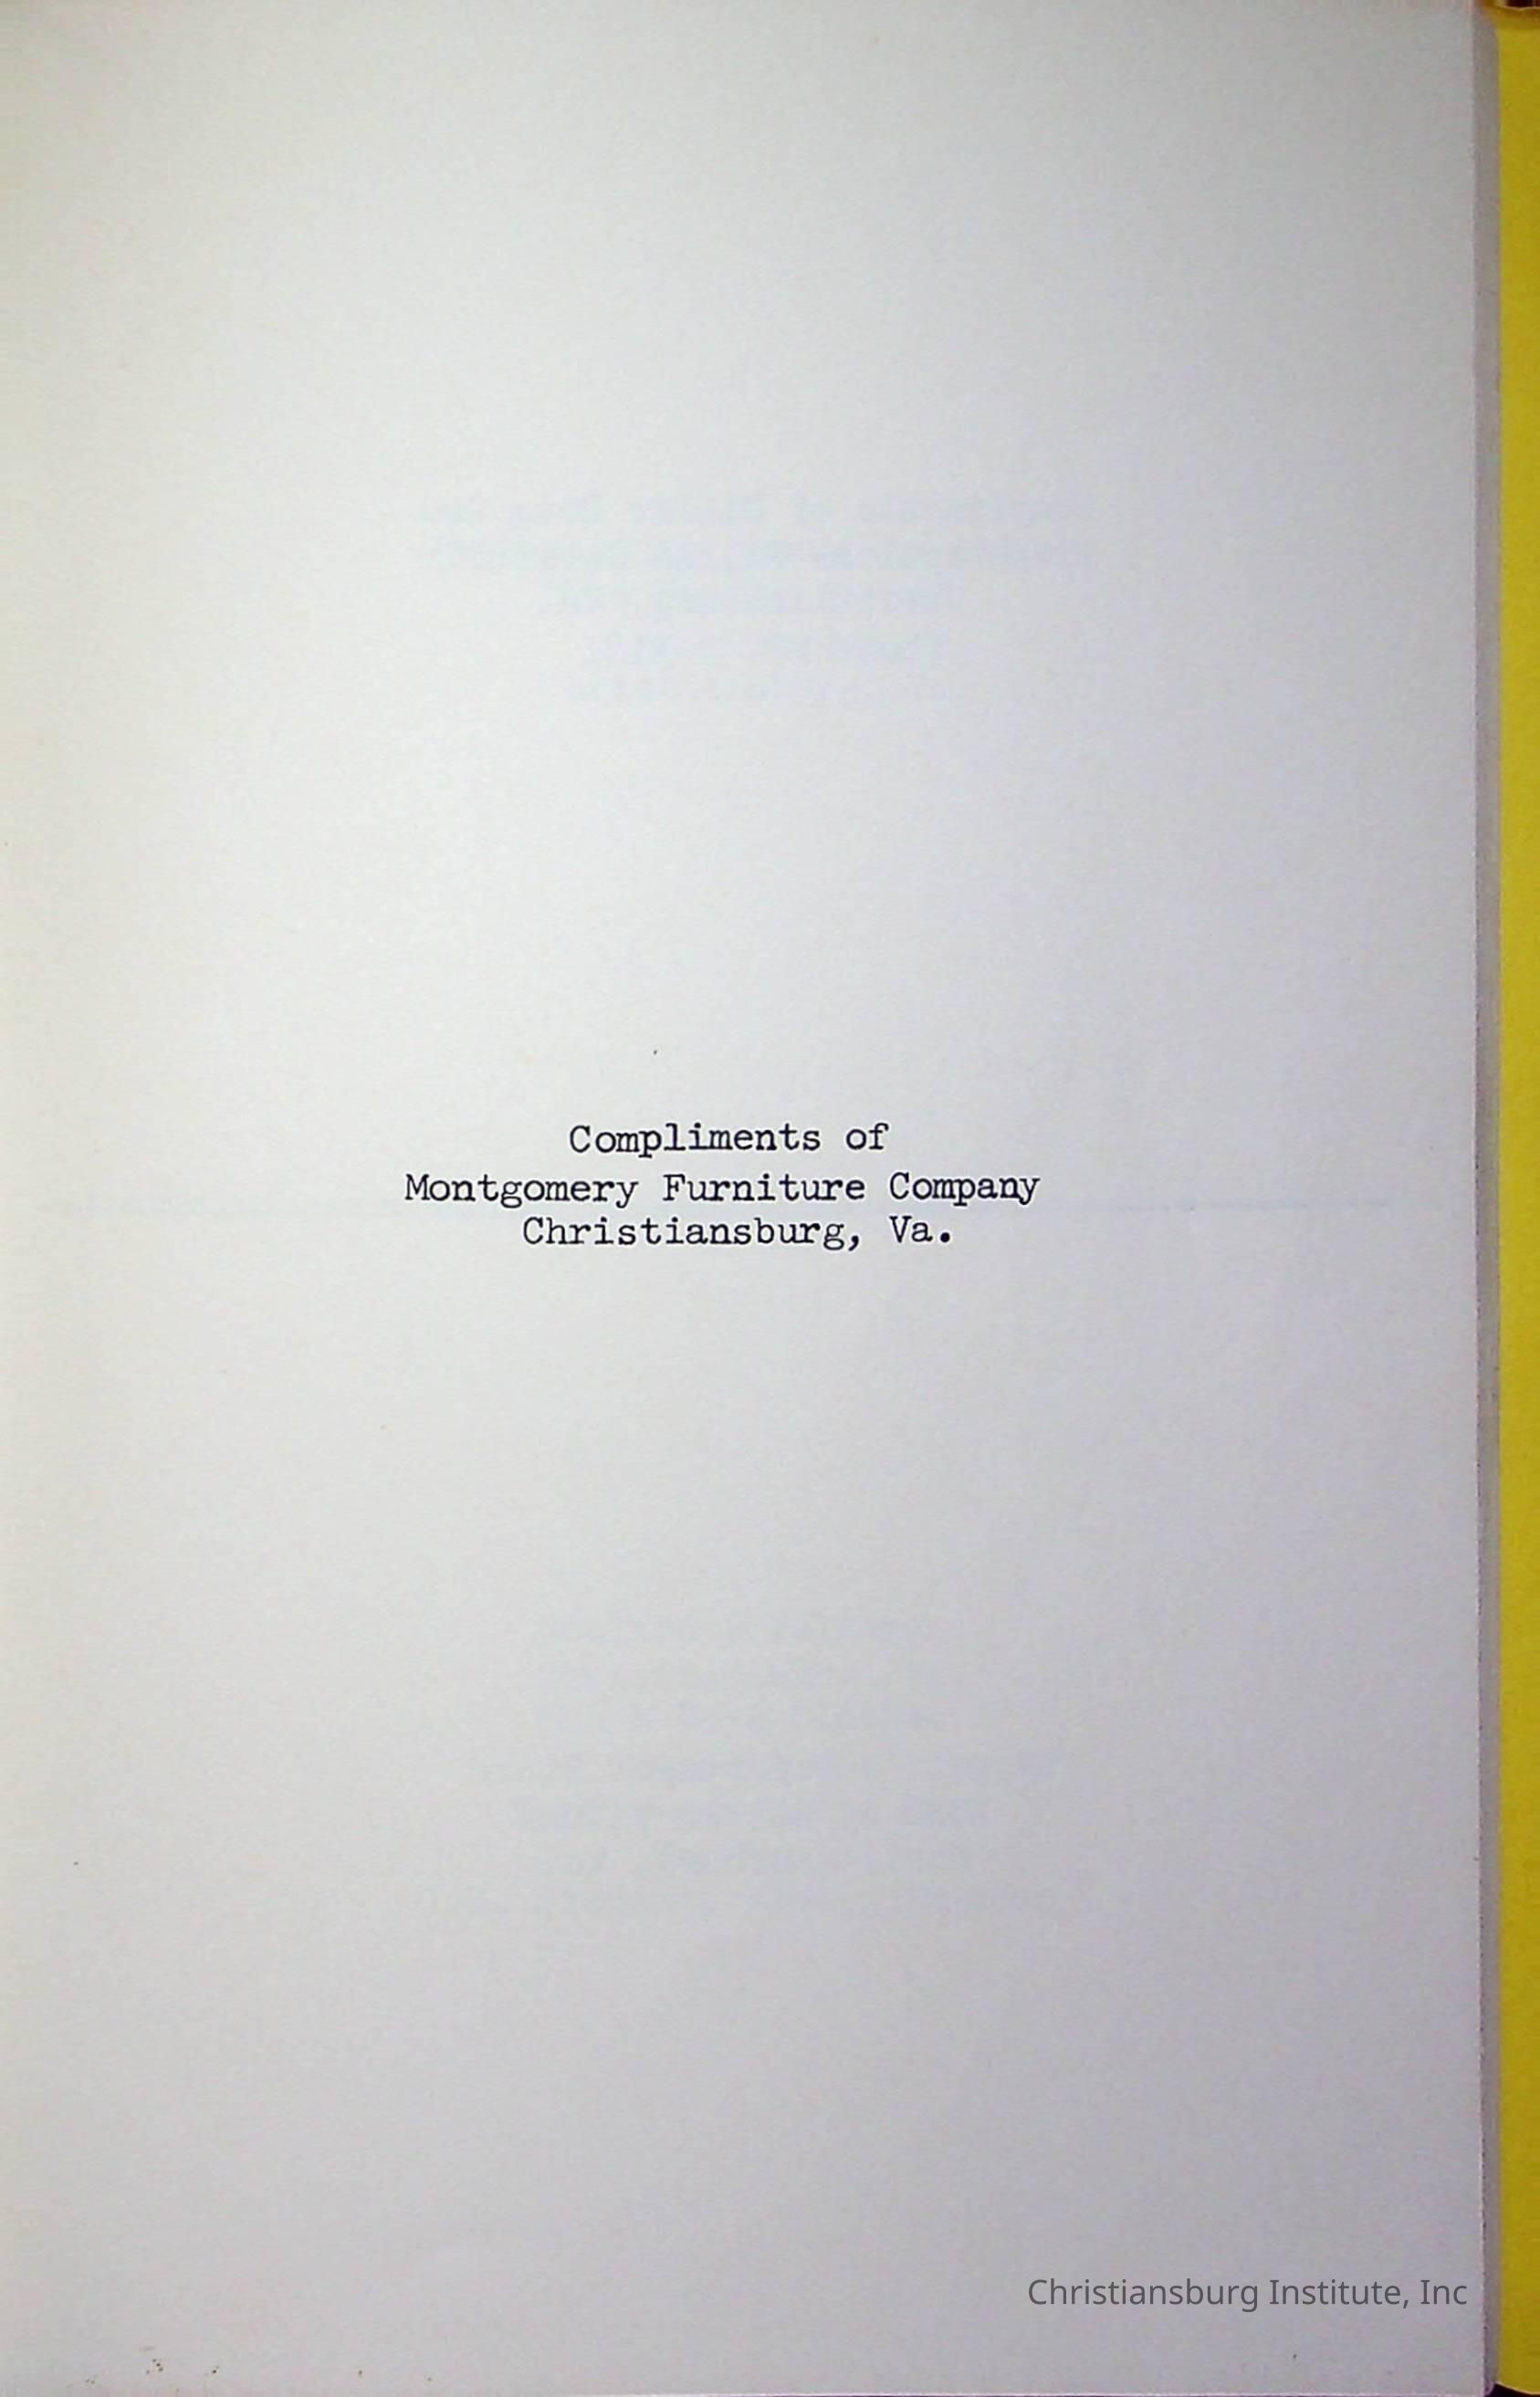 Compliments of
Montgomery Furniture Company
Christiansburg, Va.
Christiansburg Institute, Inc